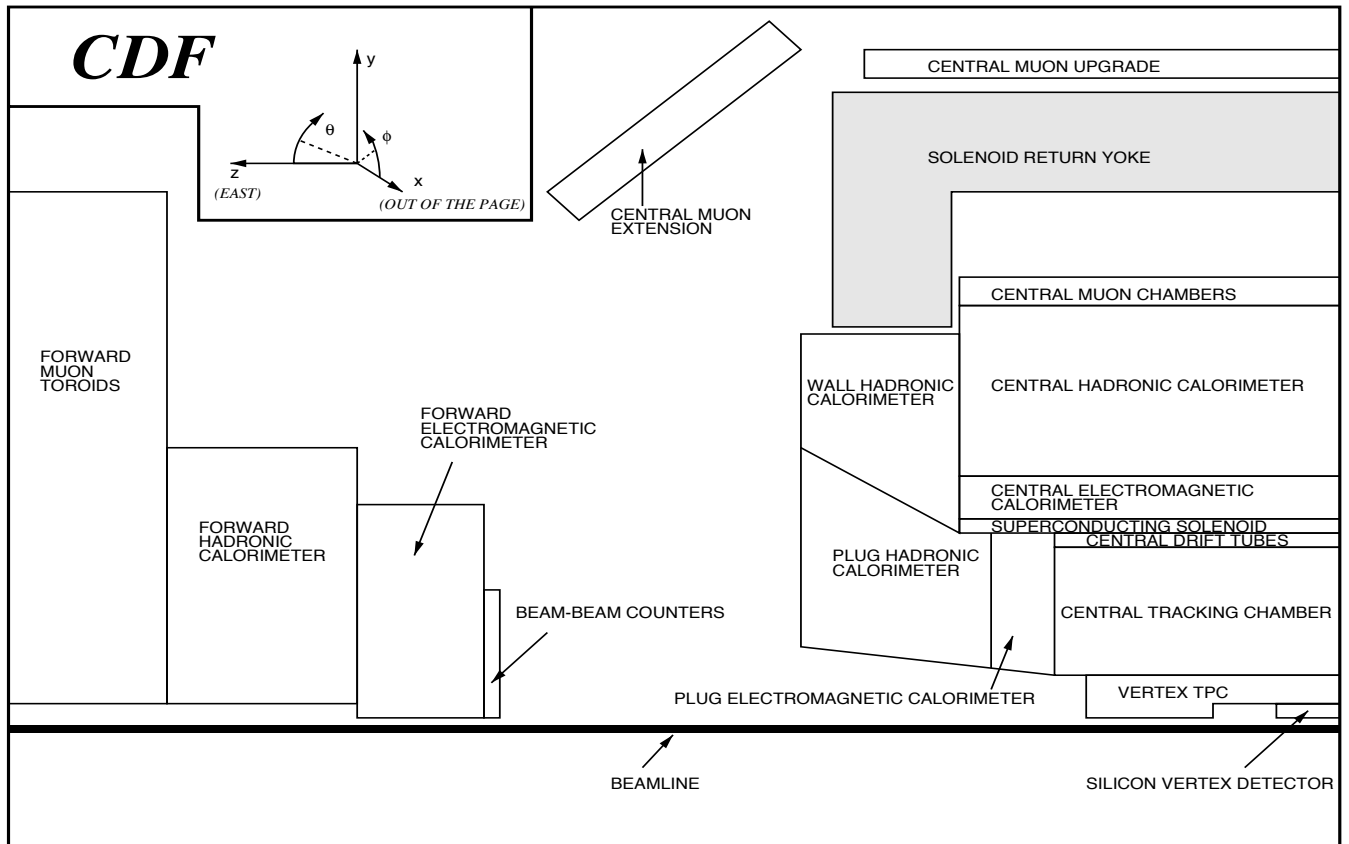 CDF
y
θ
ϕ
z
x
(EAST)
(OUT OF THE PAGE)
CENTRAL MUON UPGRADE
SOLENOID RETURN YOKE
CENTRAL MUON
EXTENSION
CENTRAL MUON CHAMBERS
FORWARD
MUON
TOROIDS
WALL HADRONIC
CALORIMETER
CENTRAL HADRONIC CALORIMETER
FORWARD
ELECTROMAGNETIC
CALORIMETER
CENTRAL ELECTROMAGNETIC
CALORIMETER
SUPERCONDUCTING SOLENOID
CENTRAL DRIFT TUBES
FORWARD
HADRONIC
CALORIMETER
PLUG HADRONIC
CALORIMETER
BEAM-BEAM COUNTERS
CENTRAL TRACKING CHAMBER
PLUG ELECTROMAGNETIC CALORIMETER
VERTEX TPC
BEAMLINE
SILICON VERTEX DETECTOR